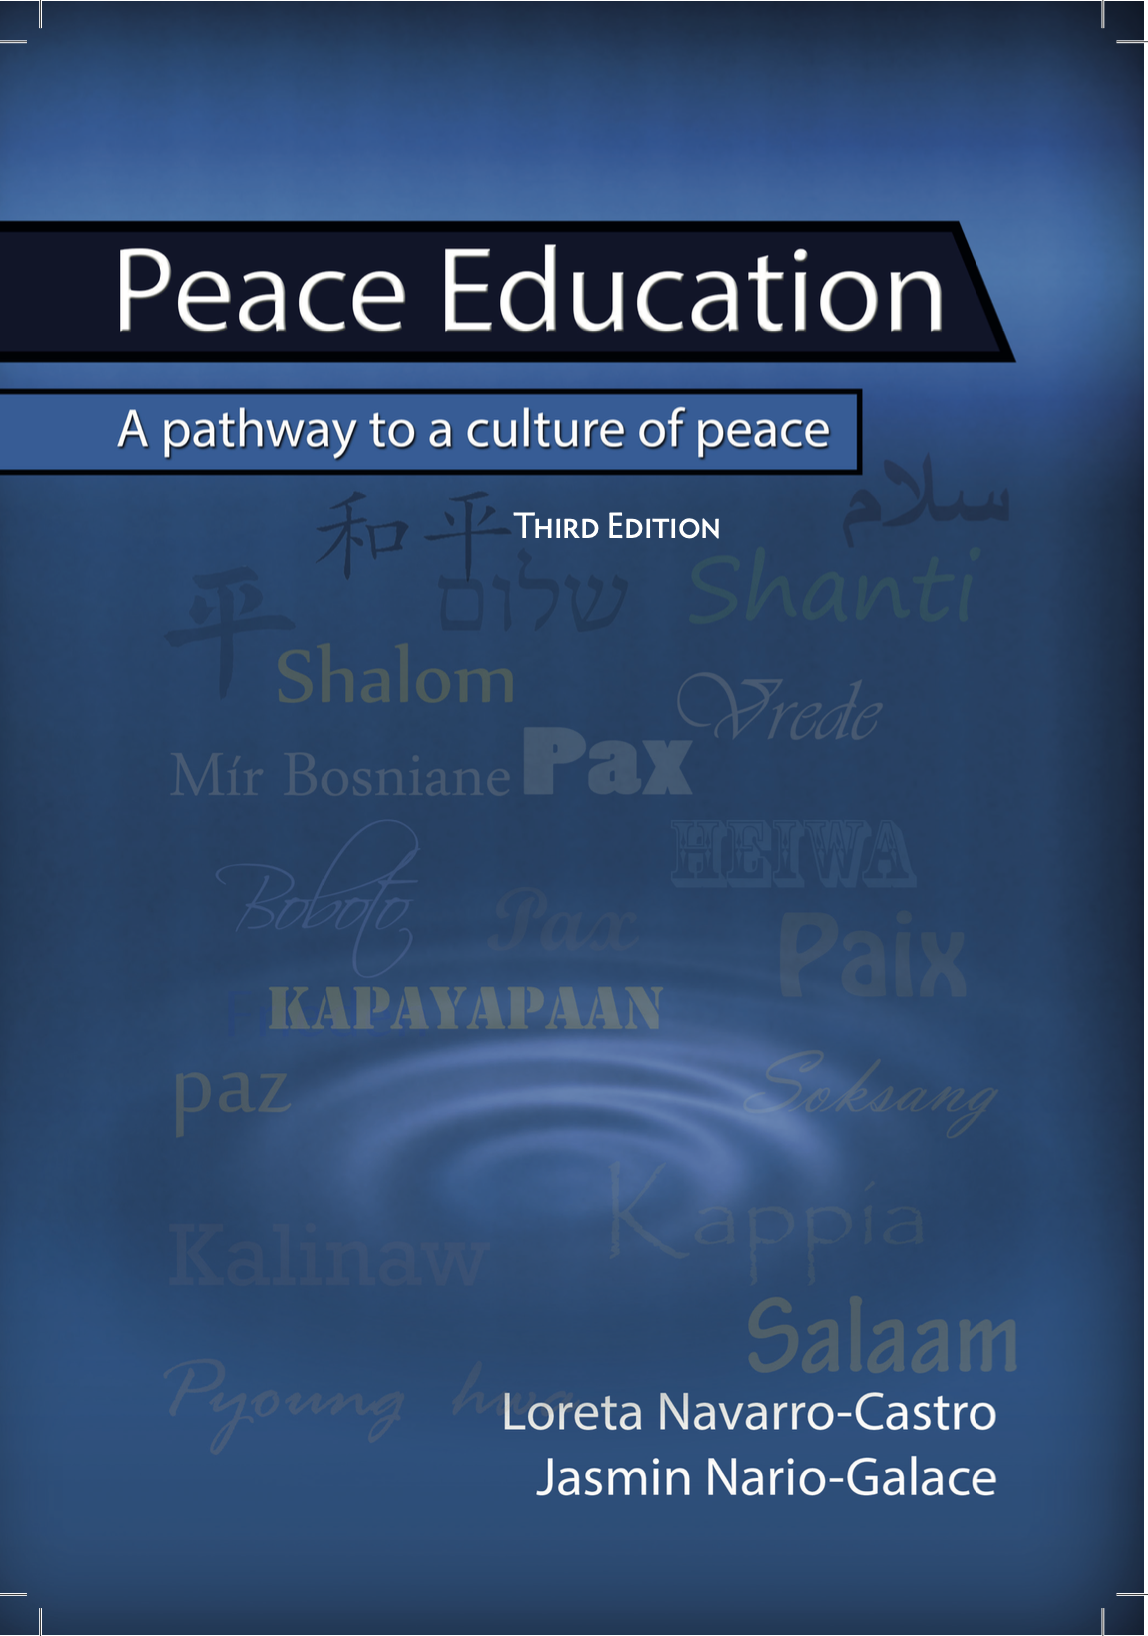 Peace Education
A pathway to a culture of peace
سلام
和平
THIRD EDITION
שלום
Shanti
平
Shalom
Vrede
Mír Bosniane
Pax
HEIWA
Boboto
Pax
Paix
KAPAYAPAAN
paz
Soksang
Kappia
Kalinaw
Salaam
Pyoung hwa
Loreta Navarro-Castro
Jasmin Nario-Galace